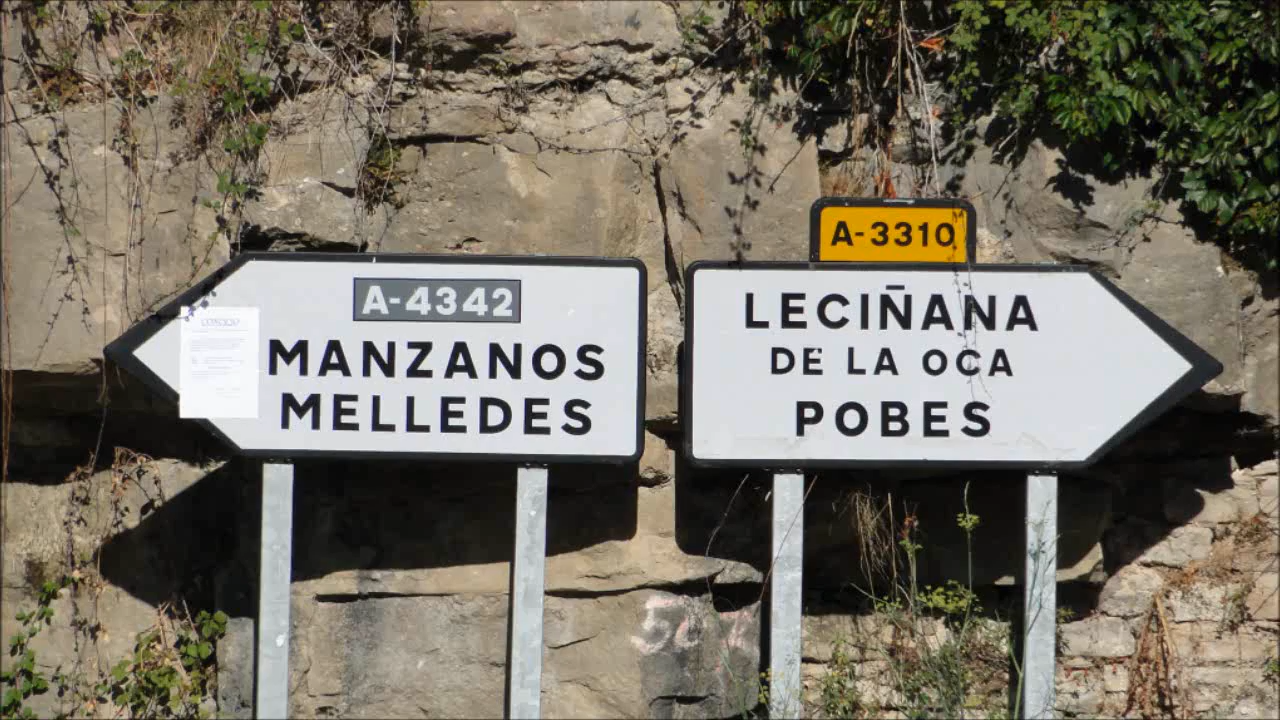 A-4342
MANZANOS
MELLEDES
A-3310
LECIÑANA
DE LA OCA
POBES